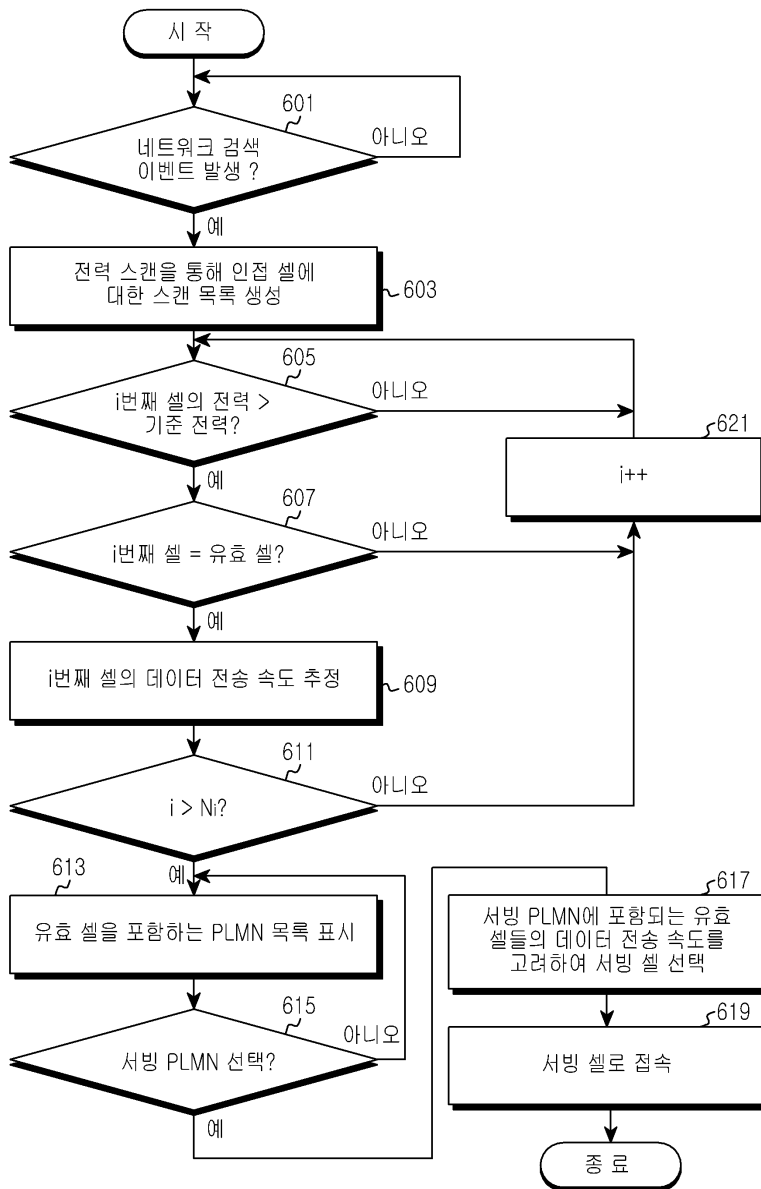 시 작
601
네트워크 검색
이벤트 발생 ?
아니오
예
전력 스캔을 통해 인접 셀에
대한 스캔 목록 생성
603
605
i번째 셀의 전력 >
기준 전력?
아니오
예
621
i++
607
i번째 셀 = 유효 셀?
아니오
예
i번째 셀의 데이터 전송 속도 추정
609
611
i > Ni?
아니오
예
613
유효 셀을 포함하는 PLMN 목록 표시
615
서빙 PLMN 선택?
아니오
예
617
서빙 PLMN에 포함되는 유효
셀들의 데이터 전송 속도를
고려하여 서빙 셀 선택
619
서빙 셀로 접속
종 료